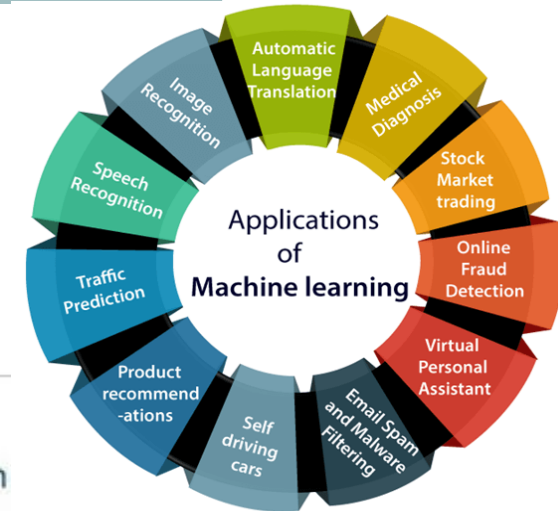 Applications
of
Machine learning
Automatic
Language
Translation
Medical
Diagnosis
Stock
Market
trading
Online
Fraud
Detection
Virtual
Personal
Assistant
Email Spam
and Malware
Filtering
Self
driving
cars
Product
recommend
-ations
Traffic
Prediction
Speech
Recognition
Image
Recognition